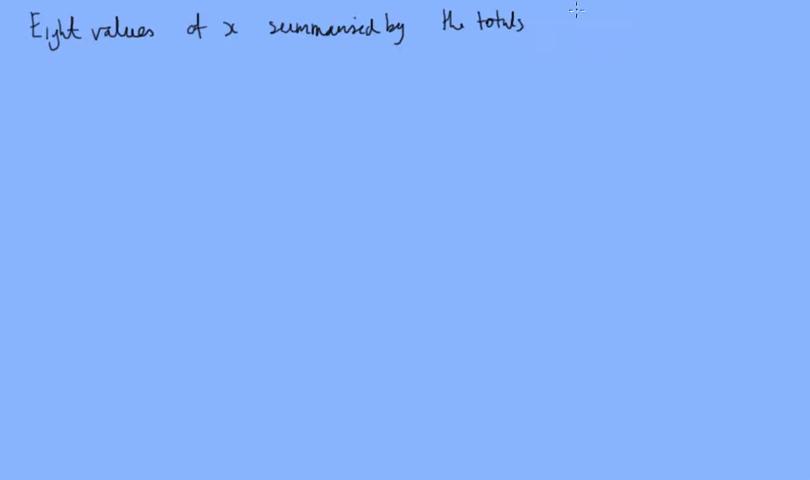 Eight values of x summarised by the totals